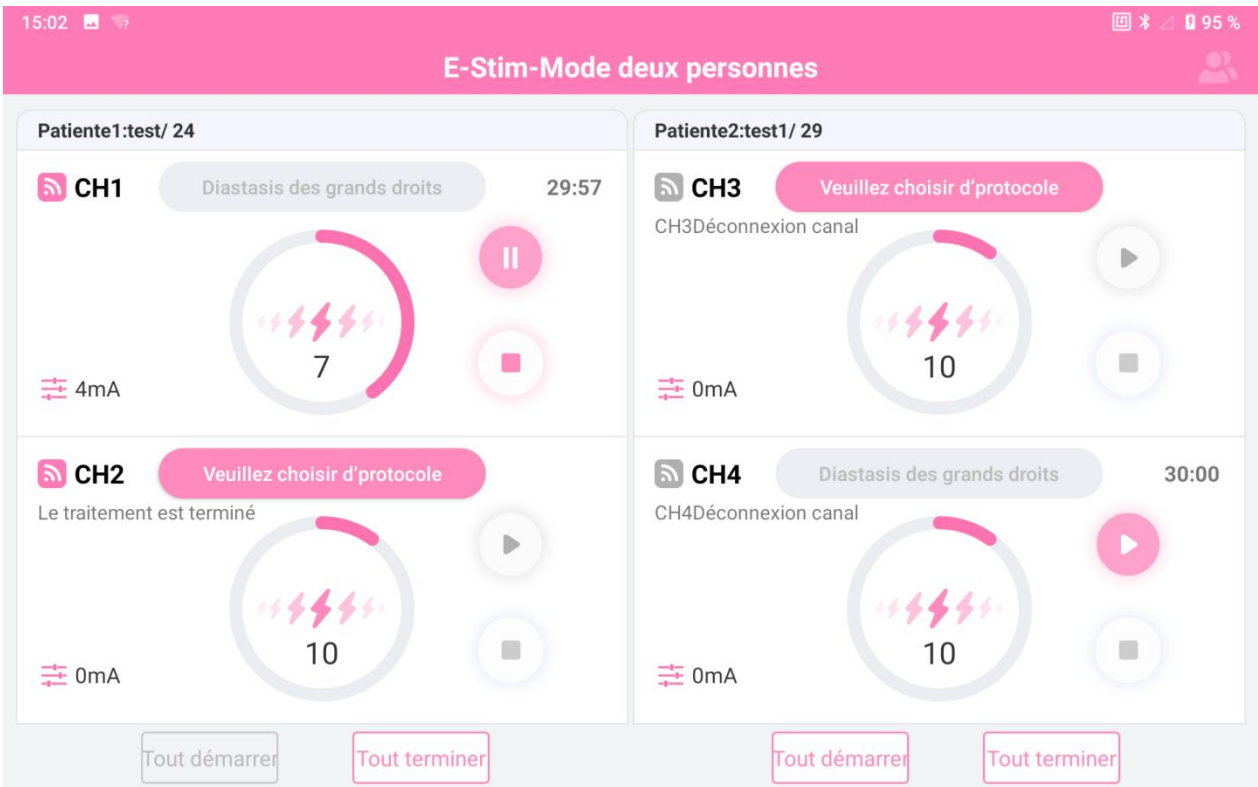 15:02
95 %
E-Stim-Mode deux personnes
Patiente1:test/ 24
CH1
Diastasis des grands droits
29:57
7
4mA
CH2
Veuillez choisir d’protocole
Le traitement est terminé
10
0mA
Tout démarrer
Tout terminer
Patiente2:test1/ 29
CH3
Veuillez choisir d’protocole
CH3Déconnexion canal
10
0mA
CH4
Diastasis des grands droits
30:00
CH4Déconnexion canal
10
0mA
Tout démarrer
Tout terminer